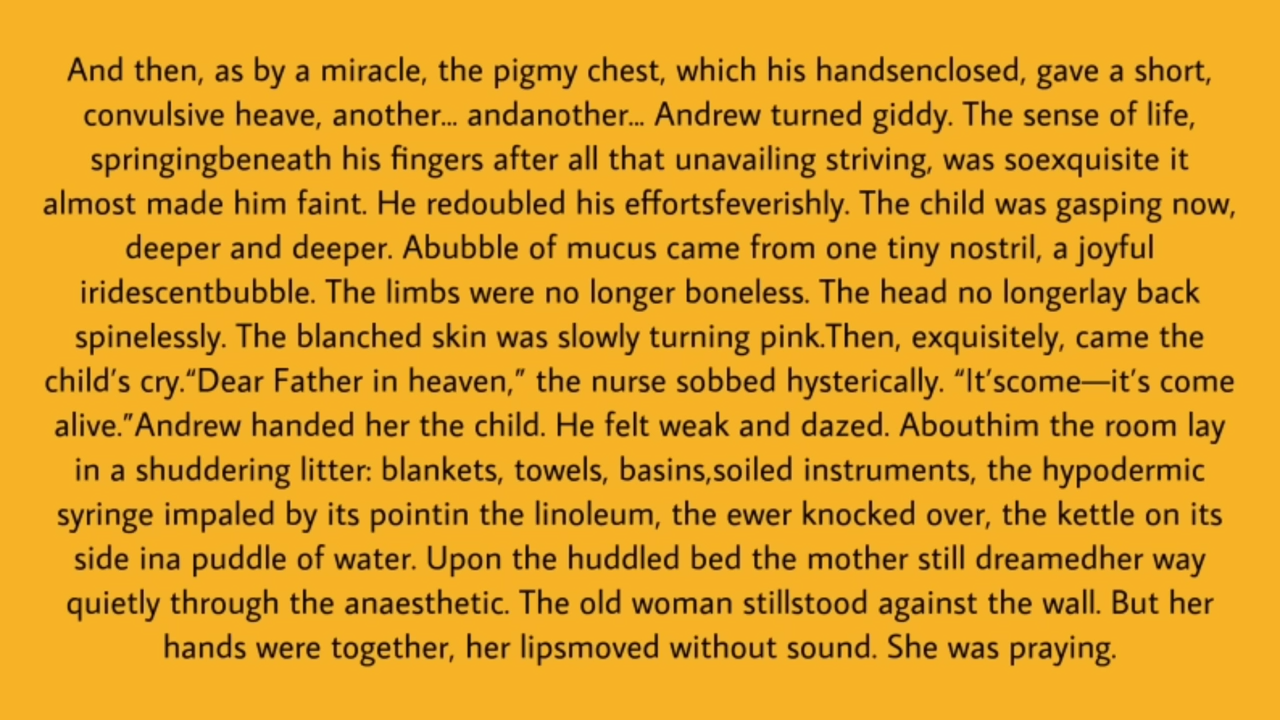 And then, as by a miracle, the pigmy chest, which his handsenclosed, gave a short,
convulsive heave, another... andanother... Andrew turned giddy. The sense of life,
springingbeneath his fingers after all that unavailing striving, was soexquisite it
almost made him faint. He redoubled his effortsfeverishly. The child was gasping now,
deeper and deeper. Abubble of mucus came from one tiny nostril, a joyful
iridescentbubble. The limbs were no longer boneless. The head no longerlay back
spinelessly. The blanched skin was slowly turning pink.Then, exquisitely, came the
child’s cry.“Dear Father in heaven,” the nurse sobbed hysterically. “It’scome—it’s come
alive.”Andrew handed her the child. He felt weak and dazed. Abouthim the room lay
in a shuddering litter: blankets, towels, basins,soiled instruments, the hypodermic
syringe impaled by its pointin the linoleum, the ewer knocked over, the kettle on its
side ina puddle of water. Upon the huddled bed the mother still dreamedher way
quietly through the anaesthetic. The old woman stillstood against the wall. But her
hands were together, her lipsmoved without sound. She was praying.